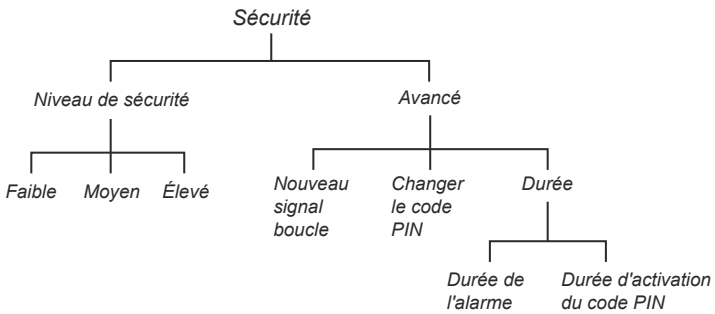 Sécurité
Niveau de sécurité
Avancé
Faible
Moyen
Élevé
Nouveau
signal
boucle
Changer
le code
PIN
Durée
Durée de
l'alarme
Durée d'activation
du code PIN